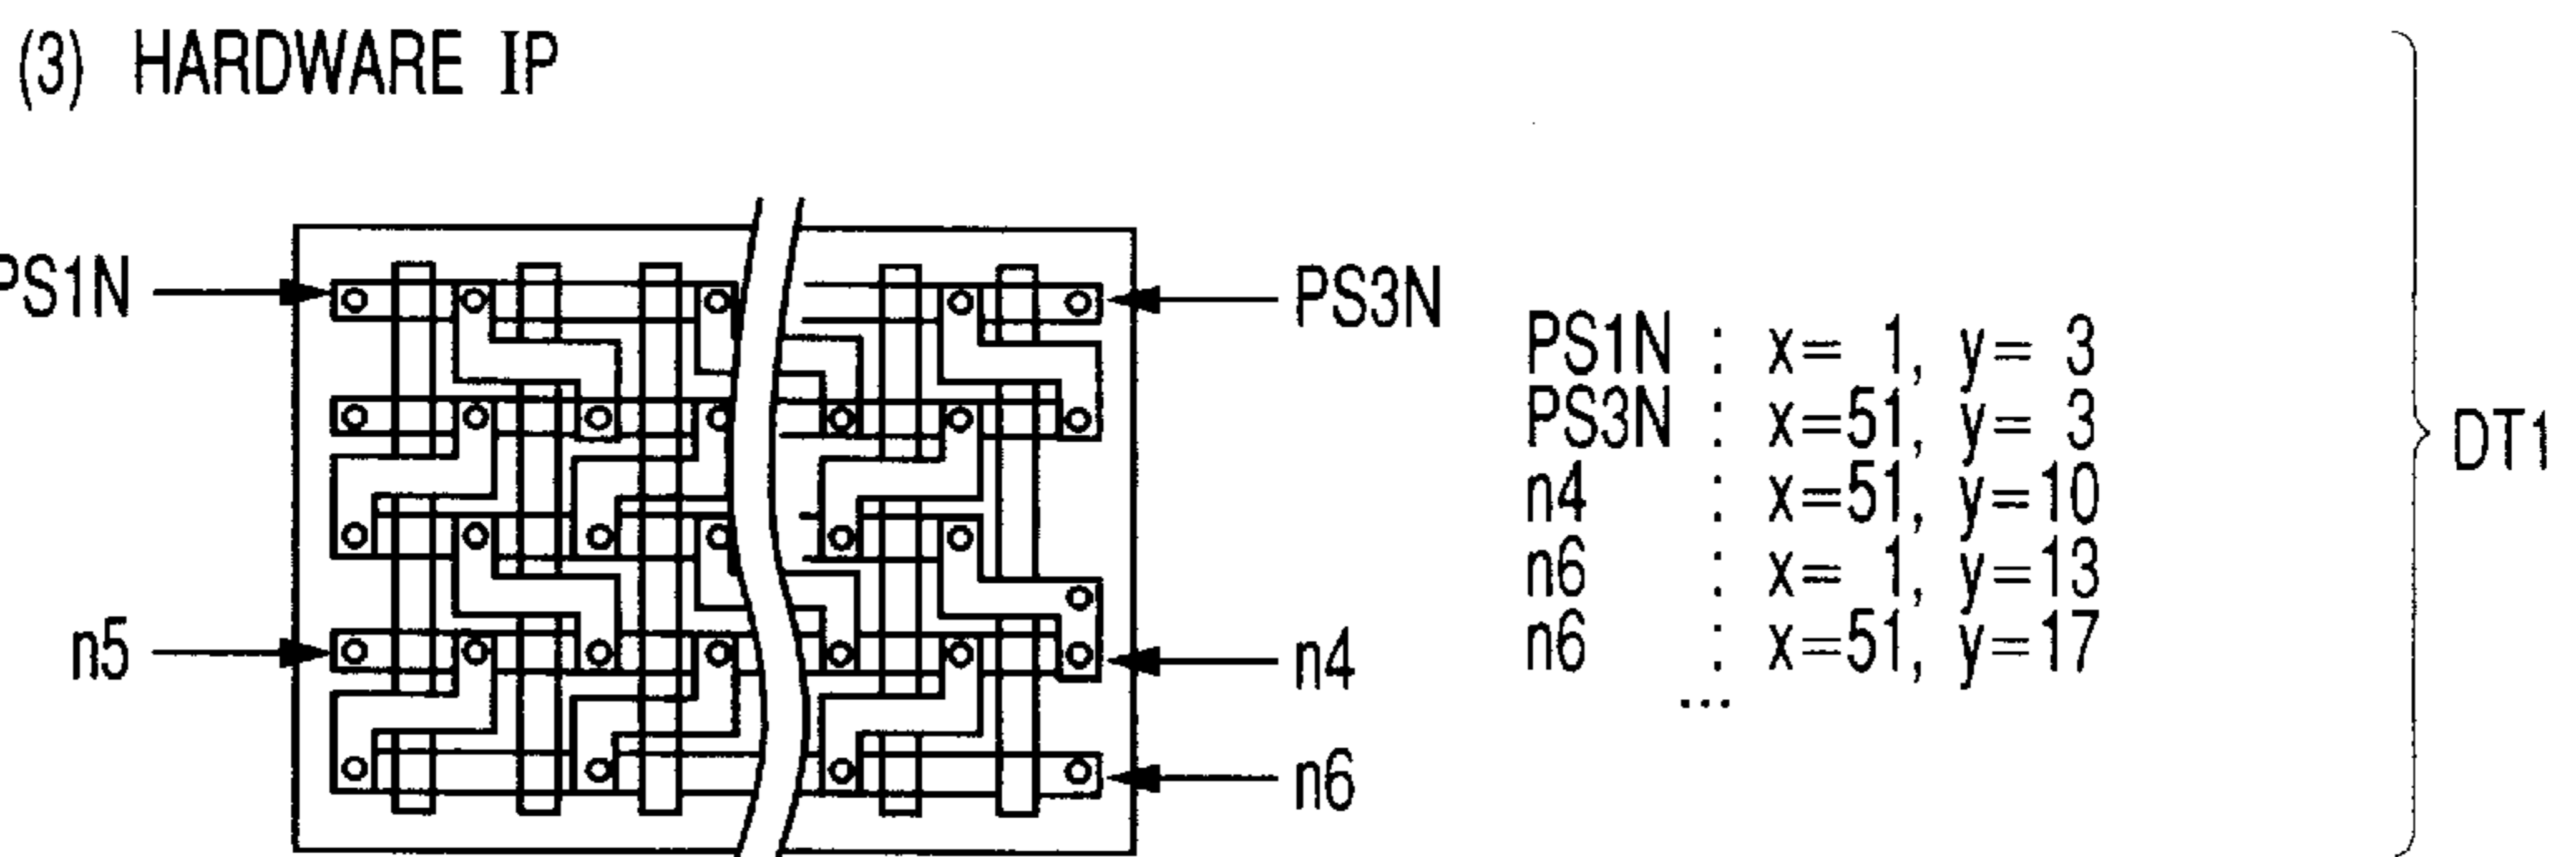 (3) HARDWARE IP
PS1N
PS3N
n5
n4
n6
PS1N : x= 1, y= 3
PS3N : x=51, y= 3
n4 : x=51, y=10
n6 : x= 1, y=13
n6 : x=51, y=17
...
DT1